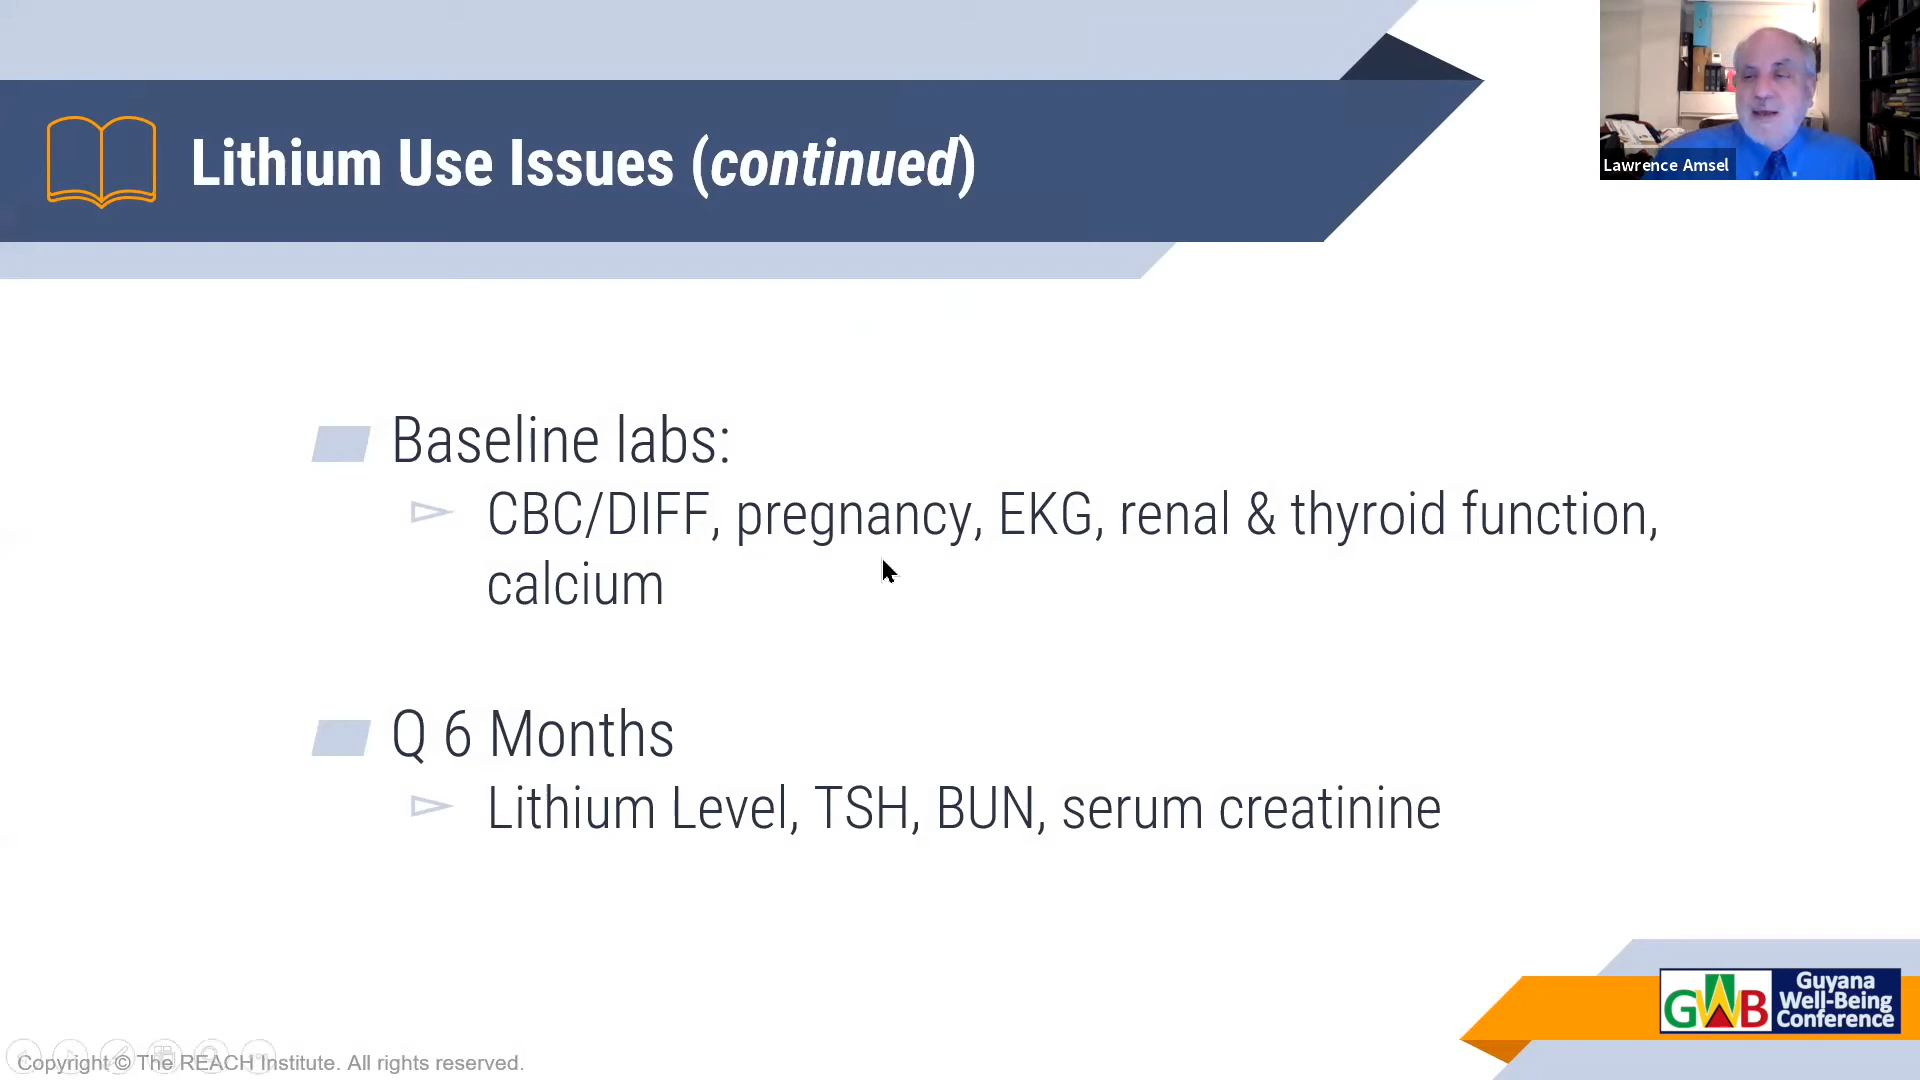 Lithium Use Issues (continued)
Lawrence Amsel
Baseline labs:
CBC/DIFF, pregnancy, EKG, renal & thyroid function,
calcium
Q 6 Months
Lithium Level, TSH, BUN, serum creatinine
GWB
Guyana
Well-Being
Conference
Copyright © The REACH Institute. All rights reserved.